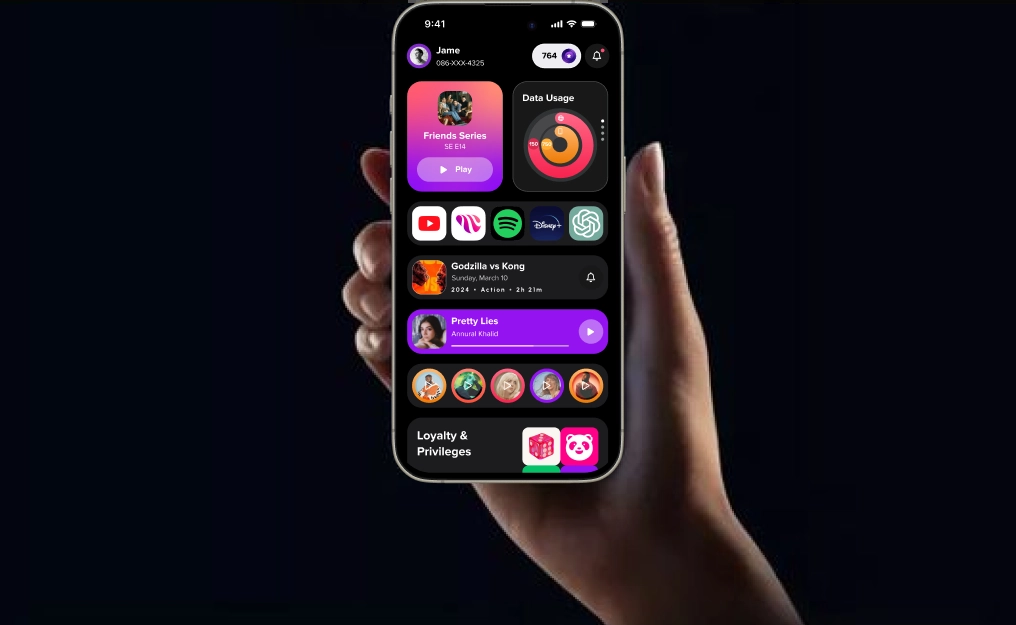 9:41
Jame
086-XXX-4325
764
Friends Series
SE E14
Play
Data Usage
150
Disney+
Godzilla vs Kong
Sunday, March 10
2024 • Action • 2h 21m
Pretty Lies
Annural Khalid
Loyalty &
Privileges